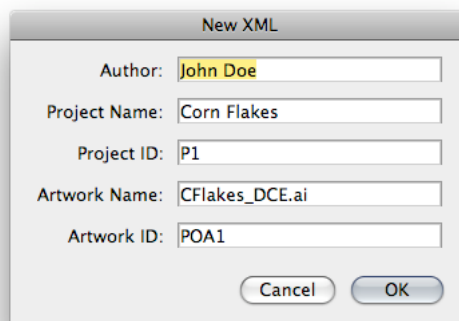 New XML
Author: John Doe
Project Name: Corn Flakes
Project ID: P1
Artwork Name: CFlakes_DCE.ai
Artwork ID: POA1
Cancel OK